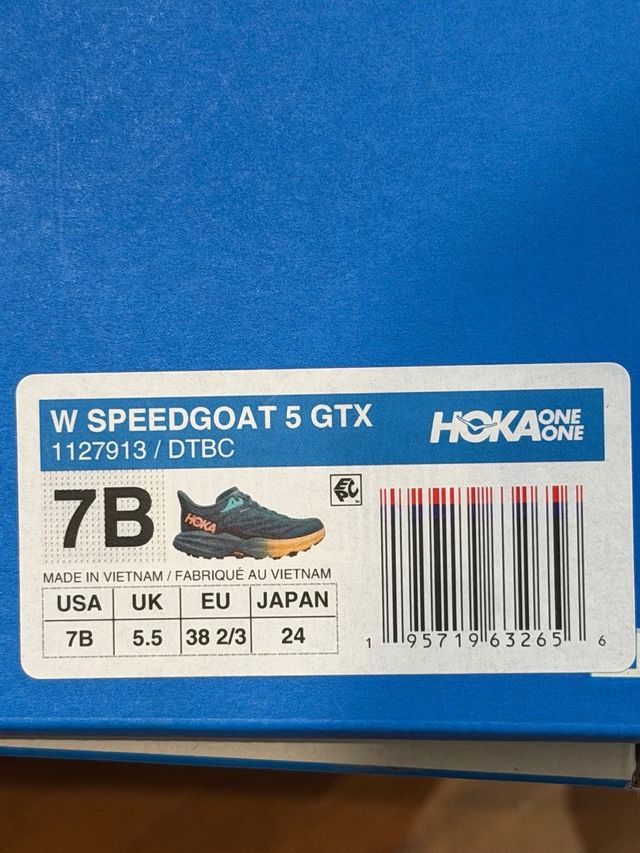 W SPEEDGOAT 5 GTX
1127913 / DTBC
HOKA ONE ONE
7B
HOKA
MADE IN VIETNAM / FABRIQUÉ AU VIETNAM
USA UK EU JAPAN
7B 5.5 38 2/3 24
1 95719 63265 6